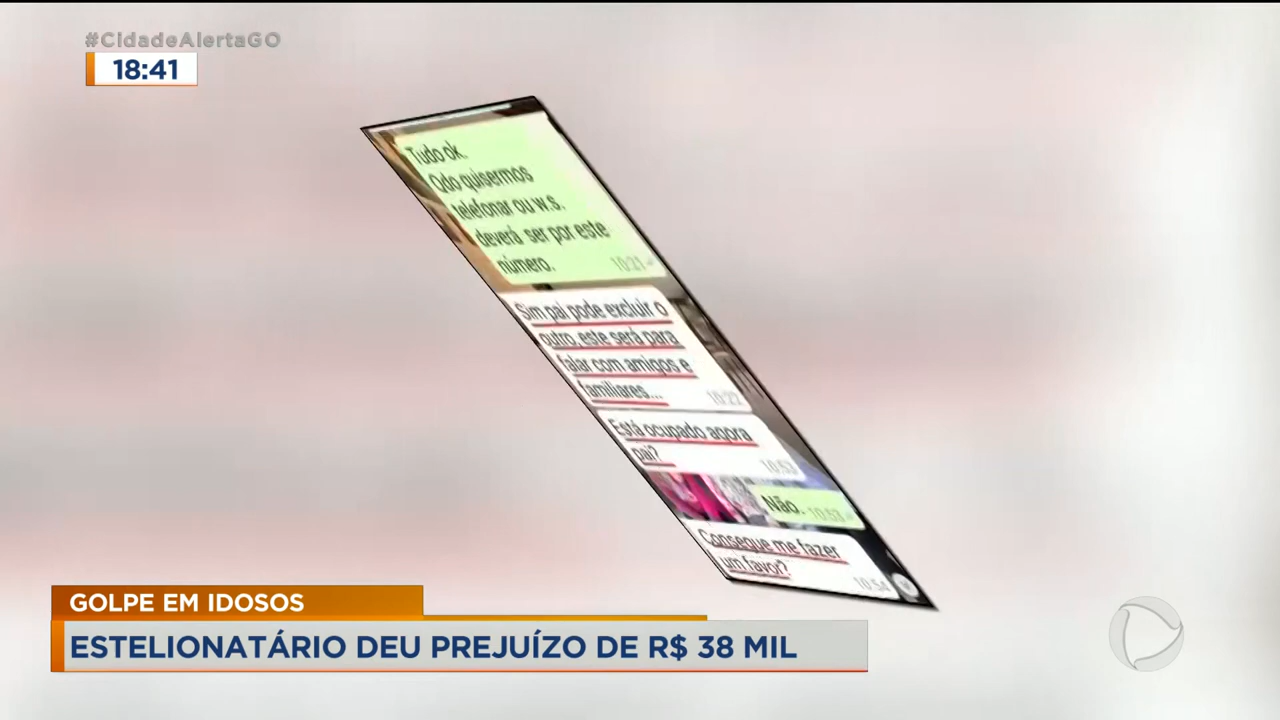 #CidadeAlertaGO
18:41
Tudo ok.
Qdo quisermos
telefonar ou w.s.
deverá ser por este
número.
10:21
Sim pai pode excluir o
outro, este será para
falar com amigos e
familiares....
10:22
Está ocupado agora
pai?
10:53
Não.
10:53
Consegue me fazer
um favor?
10:54
GOLPE EM IDOSOS
ESTELIONATÁRIO DEU PREJUÍZO DE R$ 38 MIL